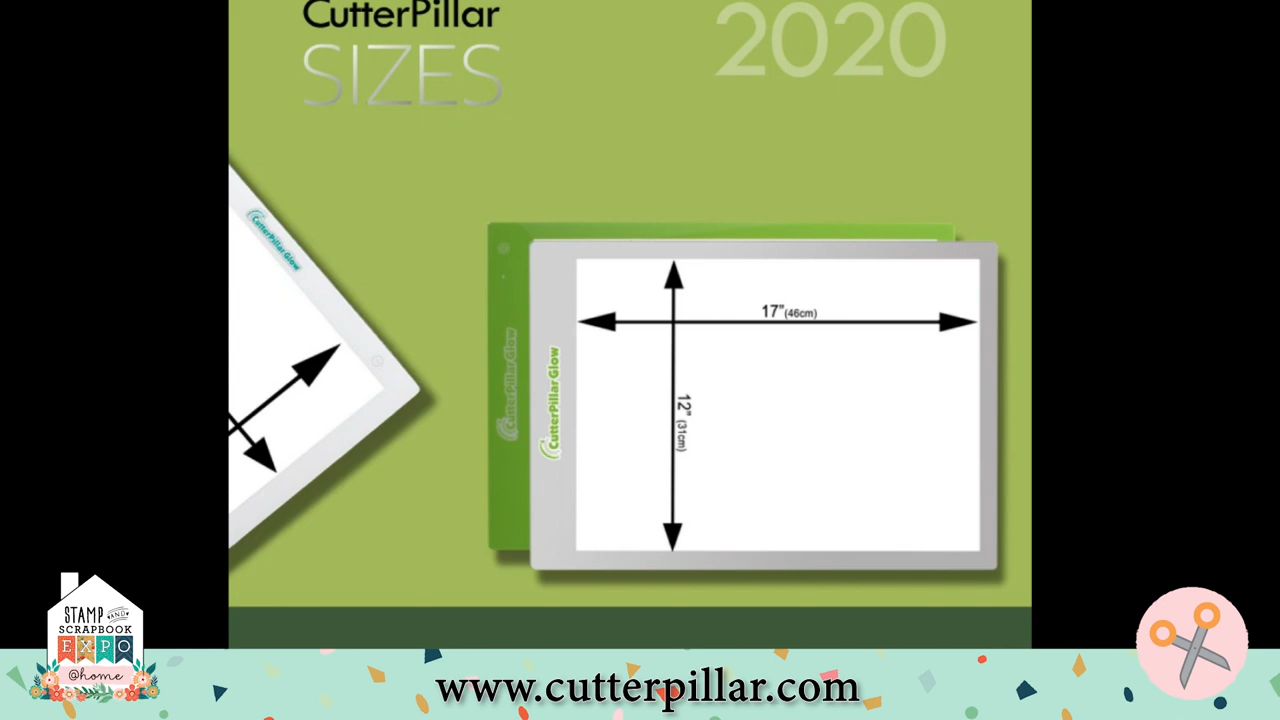 CutterPillar
SIZES
2020
CutterPillar Glow
17"(46cm)
12" (31cm)
CutterPillar Glow
CutterPillar Glow
STAMP AND
SCRAPBOOK
EXPO
@home
www.cutterpillar.com